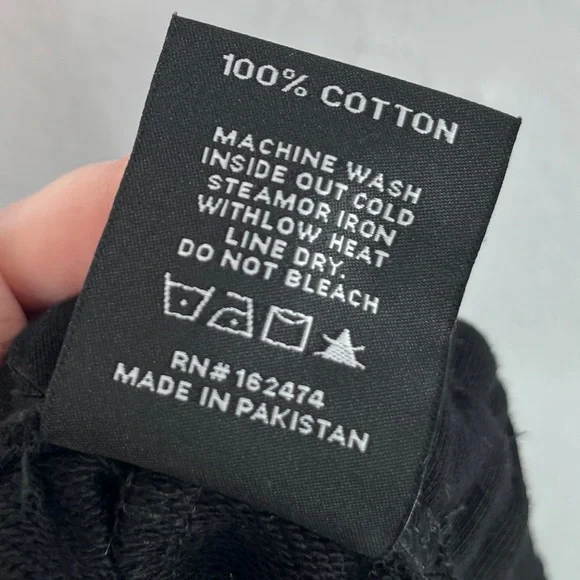 100% COTTON
MACHINE WASH
INSIDE OUT COLD
STEAMOR IRON
WITHLOW HEAT
LINE DRY.
DO NOT BLEACH
RN# 162474
MADE IN PAKISTAN